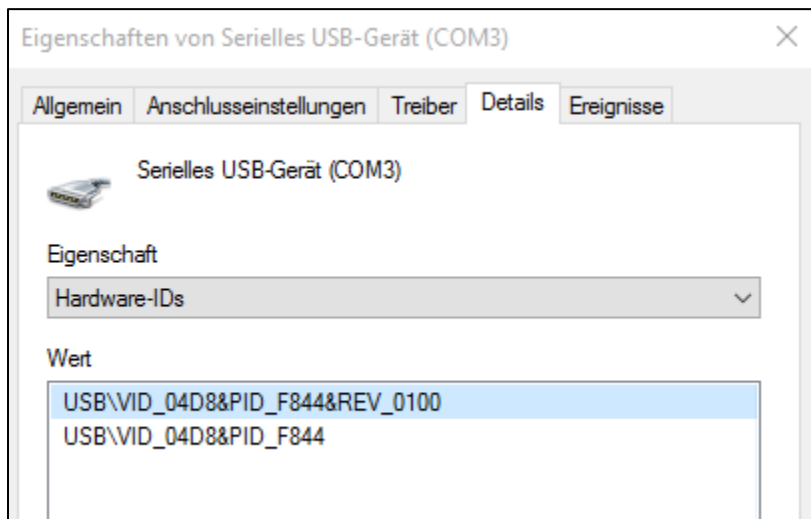 Eigenschaften von Serielles USB-Gerät (COM3)
Allgemein Anschlusseinstellungen Treiber Details Ereignisse
Serielles USB-Gerät (COM3)
Eigenschaft
Hardware-IDs
Wert
USB\VID_04D8&PID_F844&REV_0100
USB\VID_04D8&PID_F844